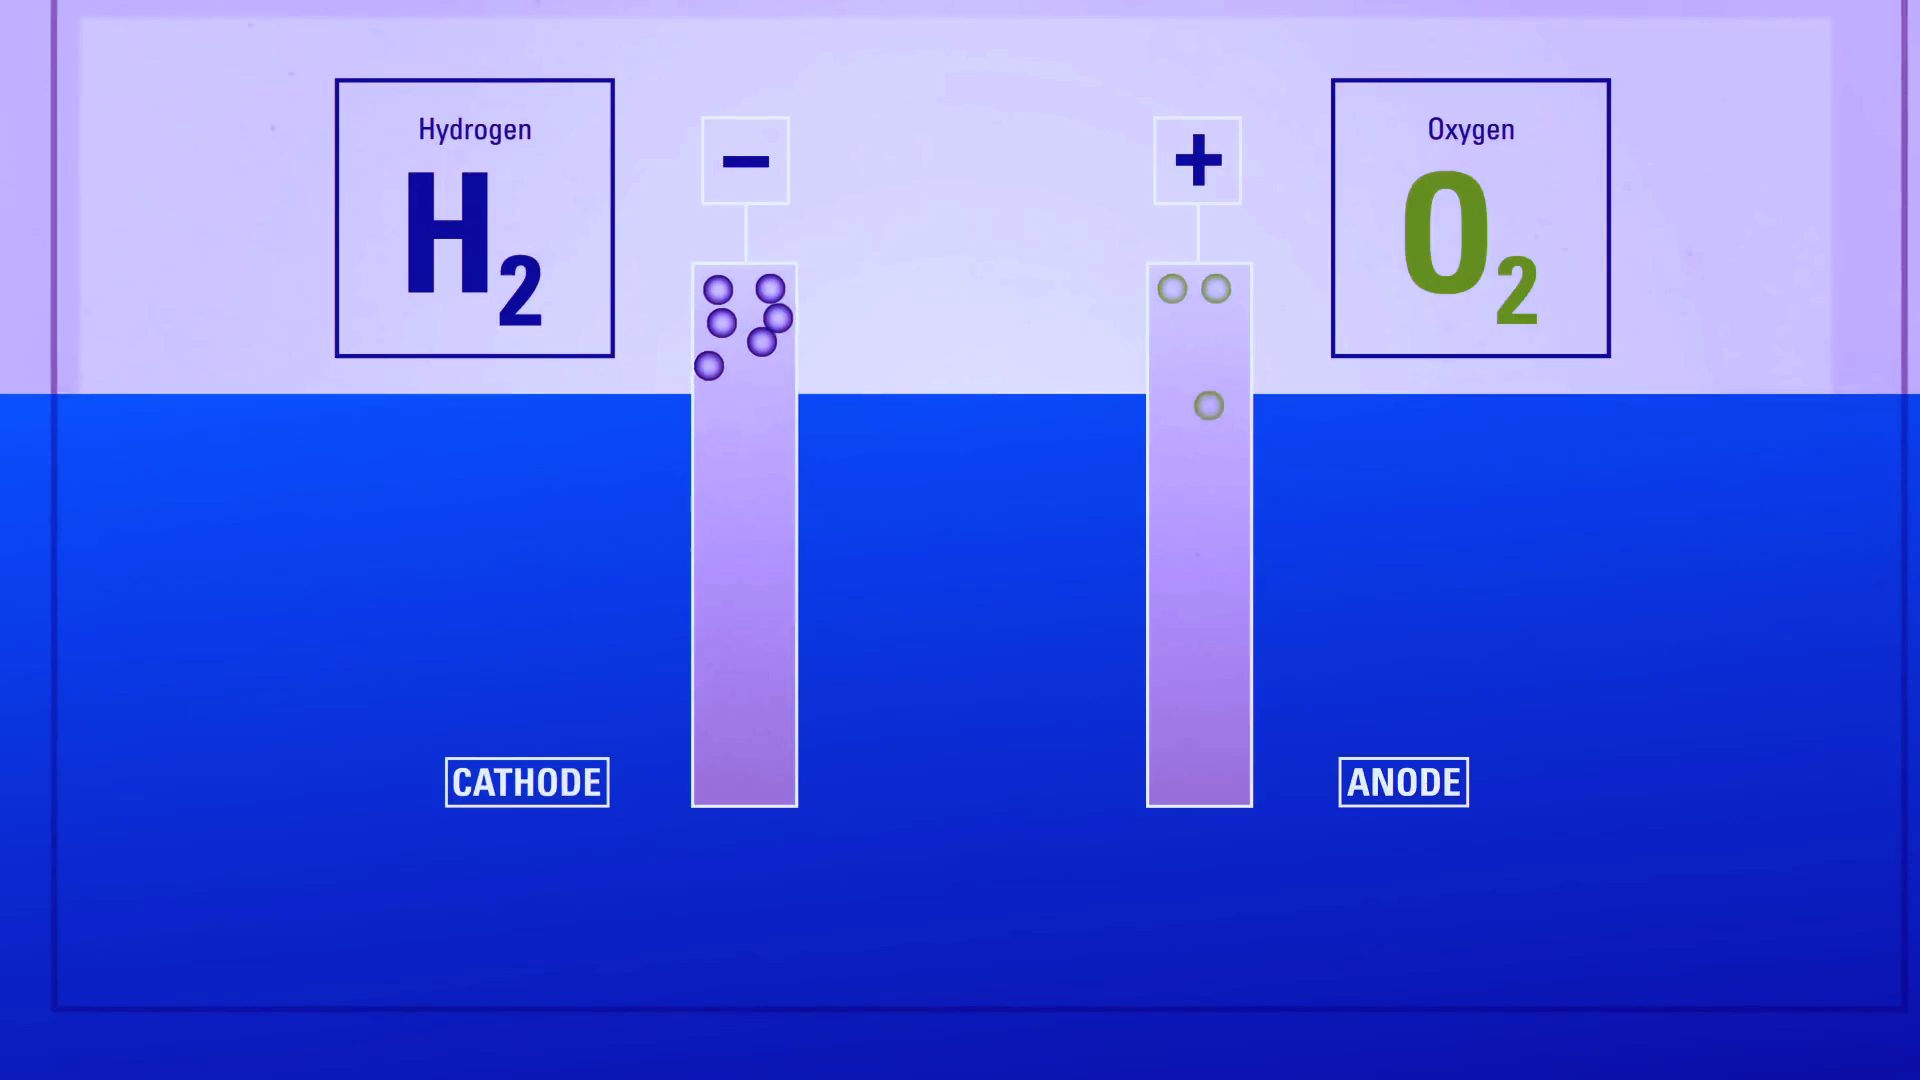 Hydrogen
H2
−
+
Oxygen
O2
CATHODE
ANODE